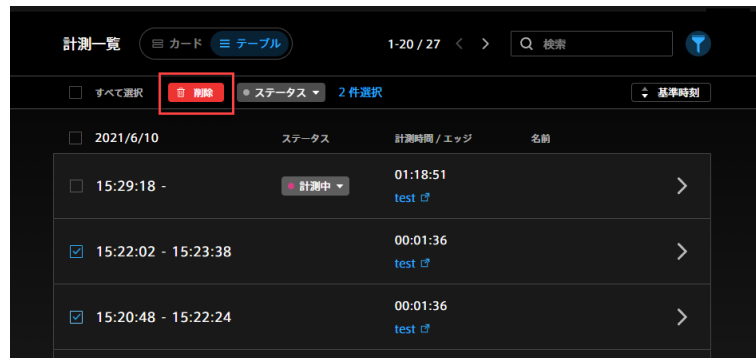 計測一覧 カード テーブル 1-20 / 27 検索
すべて選択 削除 ステータス 2 件選択 基準時刻
2021/6/10 ステータス 計測時間 / エッジ 名前
15:29:18 - 計測中 01:18:51
test
15:22:02 - 15:23:38 00:01:36
test
15:20:48 - 15:22:24 00:01:36
test